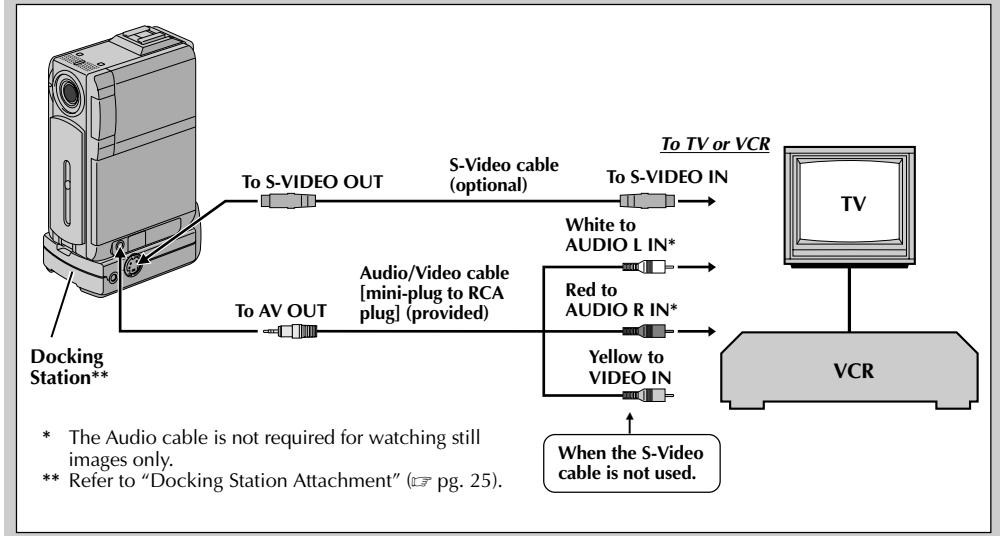 To TV or VCR
S-Video cable
(optional)
To S-VIDEO OUT
To S-VIDEO IN
TV
White to
AUDIO L IN*
Audio/Video cable
[mini-plug to RCA
plug] (provided)
Red to
AUDIO R IN*
To AV OUT
Yellow to
VIDEO IN
VCR
Docking
Station**
When the S-Video
cable is not used.
* The Audio cable is not required for watching still
images only.
** Refer to “Docking Station Attachment” (☞ pg. 25).